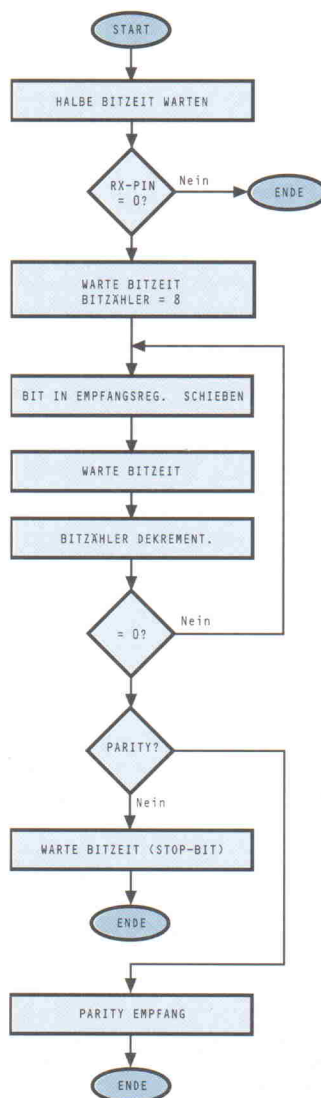 START
HALBE BITZEIT WARTEN
RX-PIN
= 0?
Nein
ENDE
WARTE BITZEIT
BITZÄHLER = 8
BIT IN EMPFANGSREG. SCHIEBEN
WARTE BITZEIT
BITZÄHLER DEKREMENT.
= 0?
Nein
PARITY?
Nein
WARTE BITZEIT (STOP-BIT)
ENDE
PARITY EMPFANG
ENDE